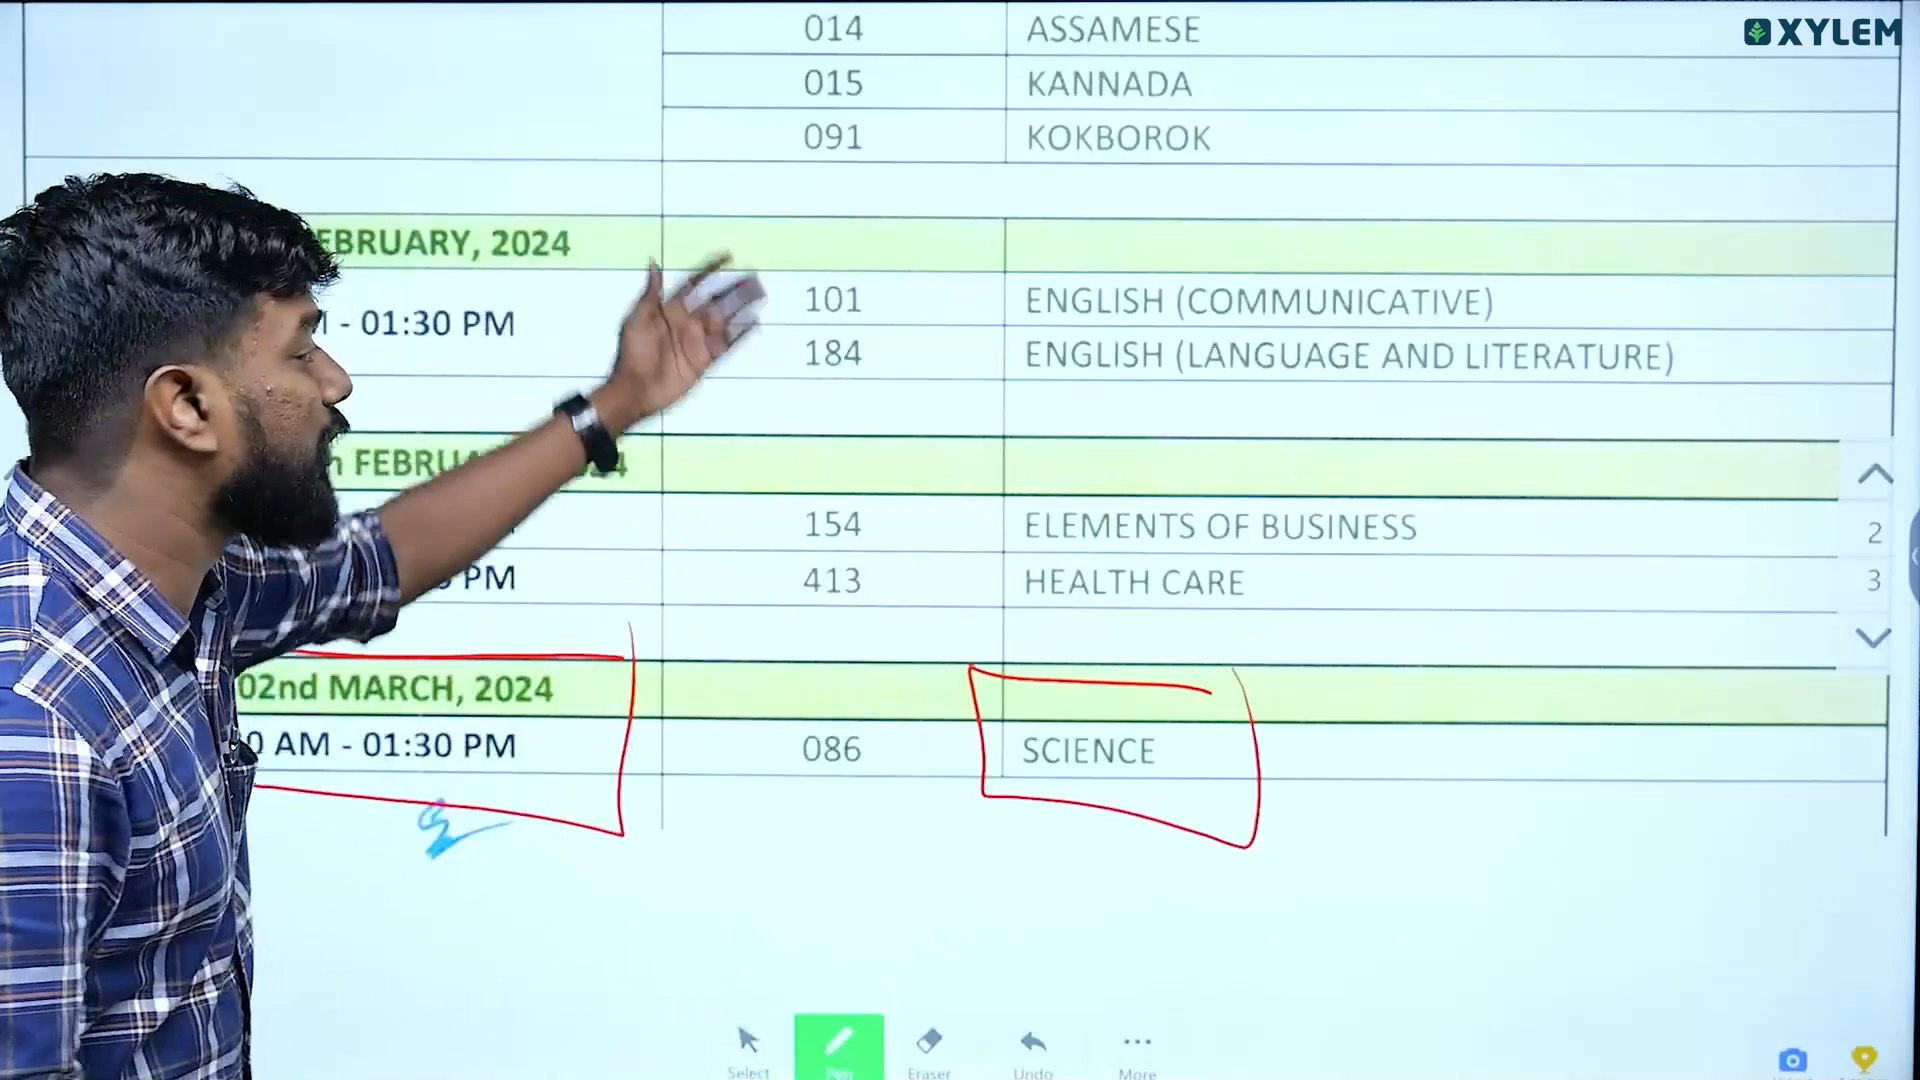 XYLEM
014 ASSAMESE
015 KANNADA
091 KOKBOROK
EBRUARY, 2024
- 01:30 PM 101 ENGLISH (COMMUNICATIVE)
184 ENGLISH (LANGUAGE AND LITERATURE)
154 ELEMENTS OF BUSINESS
2
PM 413 HEALTH CARE
3
02nd MARCH, 2024
0 AM - 01:30 PM 086 SCIENCE
Select Pen Eraser Undo More